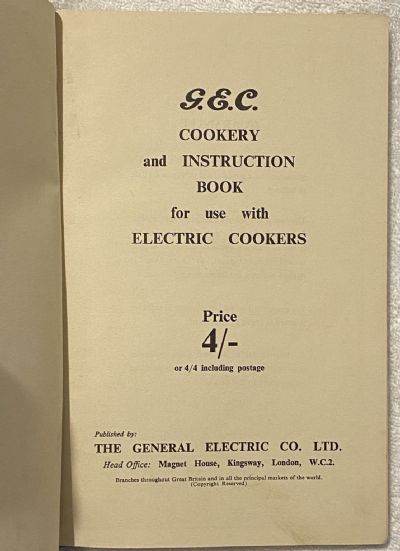 G.E.C.
COOKERY
and INSTRUCTION
BOOK
for use with
ELECTRIC COOKERS
Price
4/-
or 4/4 including postage
Published by:
THE GENERAL ELECTRIC CO. LTD.
Head Office: Magnet House, Kingsway, London, W.C.2.
Branches throughout Great Britain and in all the principal markets of the world.
(Copyright Reserved)